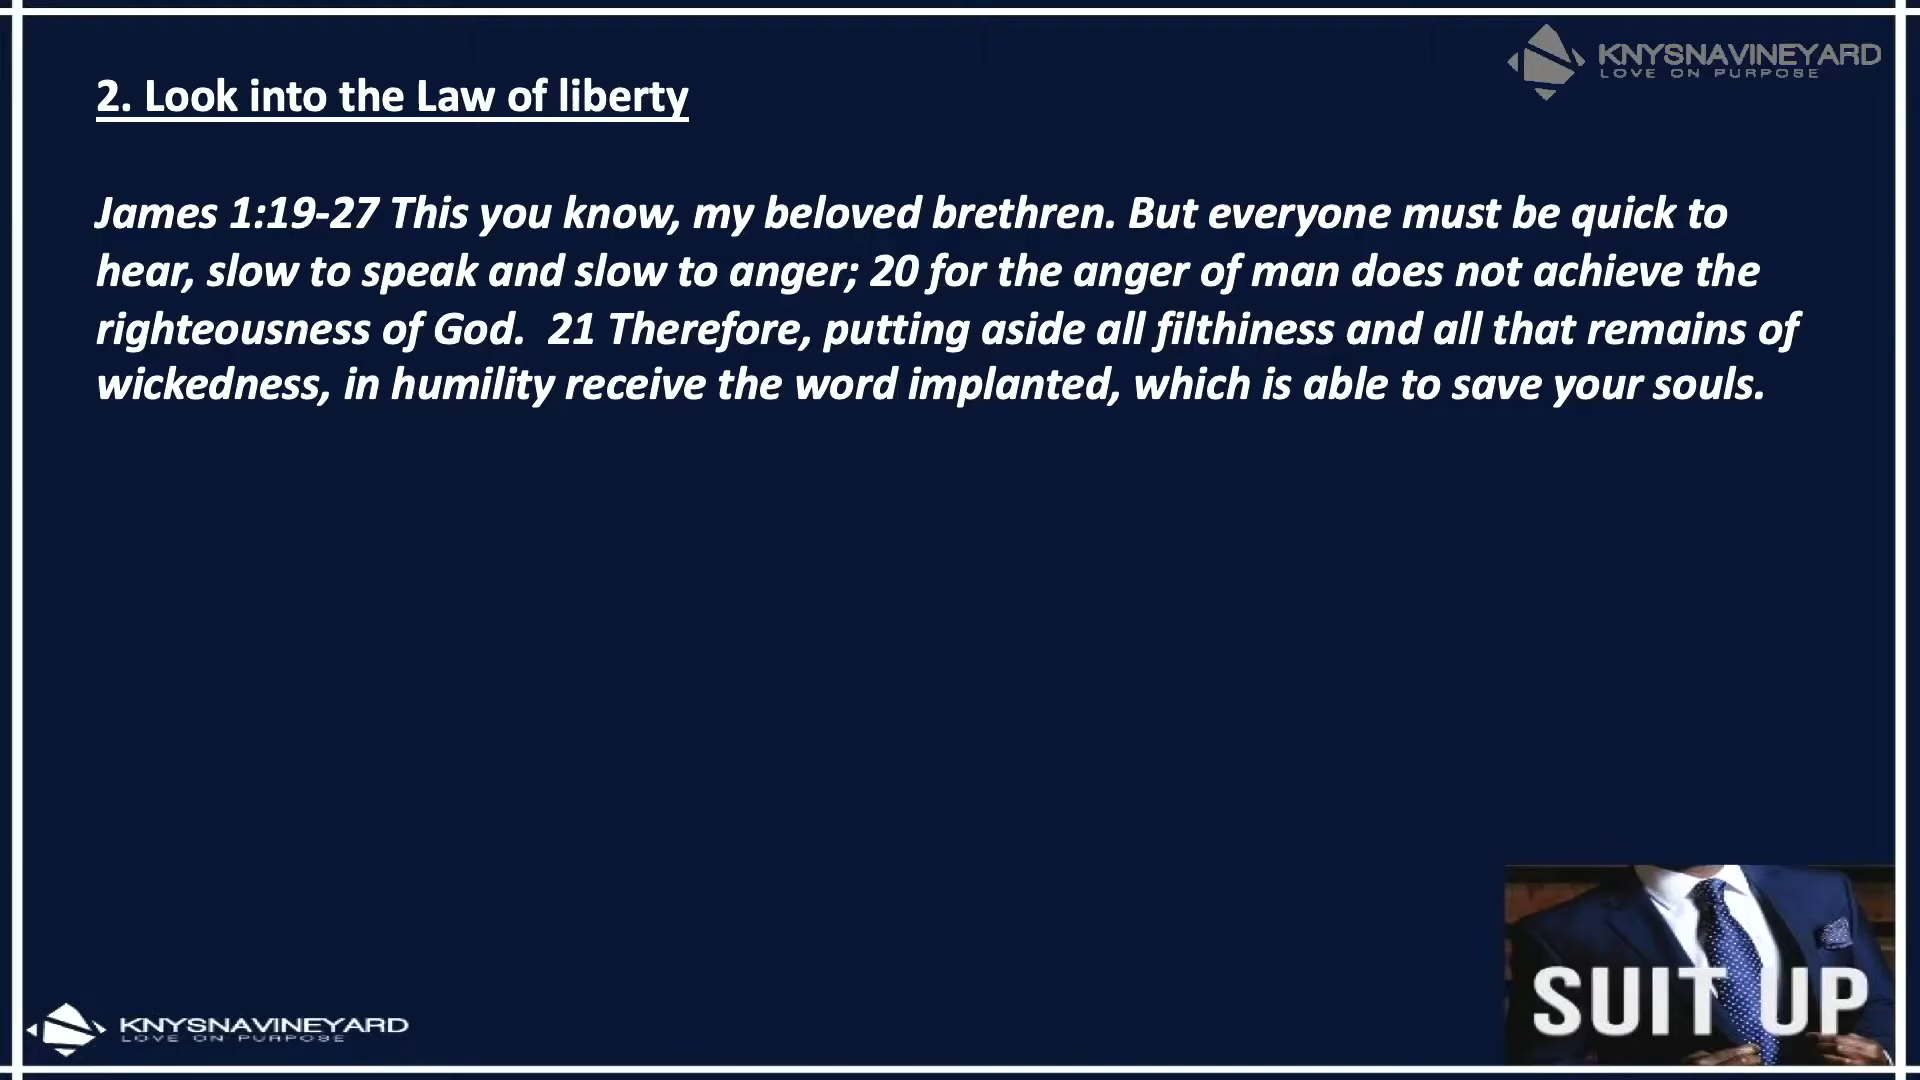 KNYSNAVINEYARD
LOVE ON PURPOSE
2. Look into the Law of liberty
James 1:19-27 This you know, my beloved brethren. But everyone must be quick to
hear, slow to speak and slow to anger; 20 for the anger of man does not achieve the
righteousness of God.  21 Therefore, putting aside all filthiness and all that remains of
wickedness, in humility receive the word implanted, which is able to save your souls.
SUIT UP
KNYSNAVINEYARD
LOVE ON PURPOSE